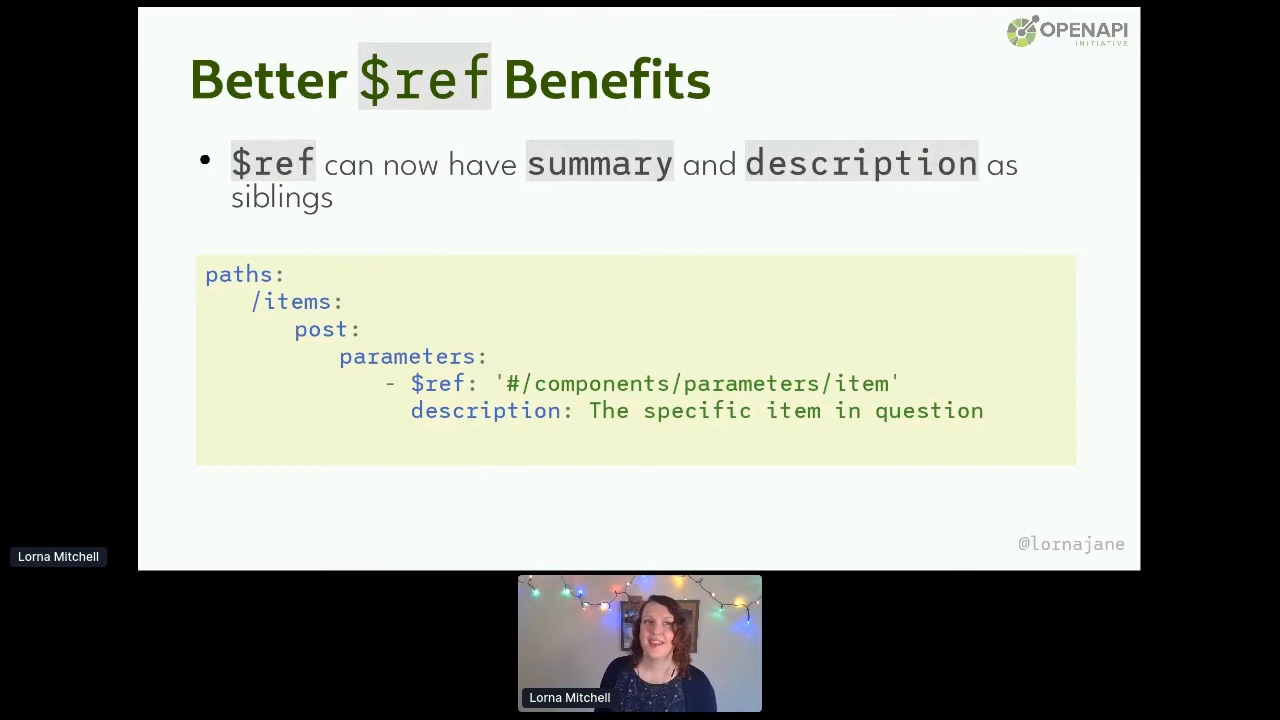 OPENAPI
INITIATIVE
Better $ref Benefits
• $ref can now have summary and description as
siblings
paths:
    /items:
        post:
            parameters:
                - $ref: '#/components/parameters/item'
                  description: The specific item in question
@lornajane
Lorna Mitchell
Lorna Mitchell